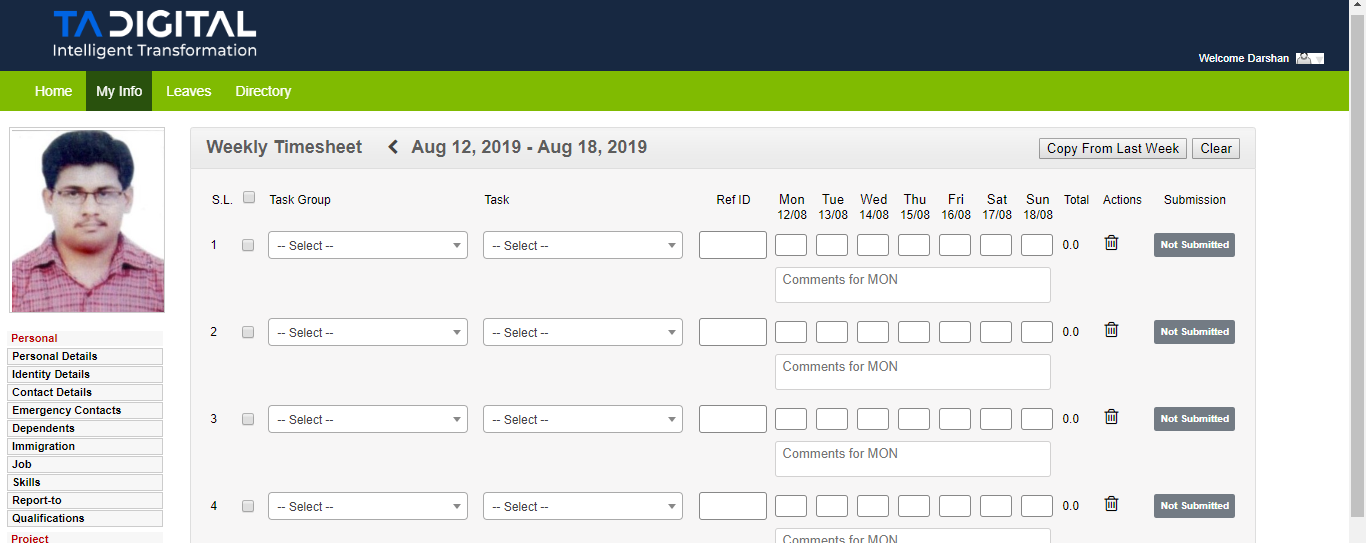 TA DIGITAL
Intelligent Transformation
Welcome Darshan
Home My Info Leaves Directory
Weekly Timesheet Aug 12, 2019 - Aug 18, 2019 Copy From Last Week Clear
S.L. Task Group Task Ref ID Mon Tue Wed Thu Fri Sat Sun Total Actions Submission
12/08 13/08 14/08 15/08 16/08 17/08 18/08
1 -- Select -- -- Select -- 0.0 Not Submitted
Comments for MON
2 -- Select -- -- Select -- 0.0 Not Submitted
Comments for MON
3 -- Select -- -- Select -- 0.0 Not Submitted
Comments for MON
4 -- Select -- -- Select -- 0.0 Not Submitted
Comments for MON
Personal
Personal Details
Identity Details
Contact Details
Emergency Contacts
Dependents
Immigration
Job
Skills
Report-to
Qualifications
Project